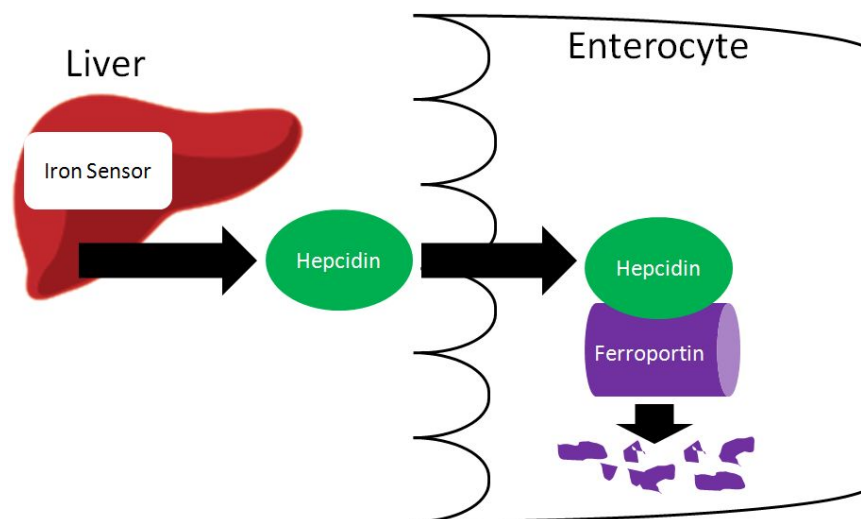 Liver
Enterocyte
Iron Sensor
Hepcidin
Hepcidin
Ferroportin